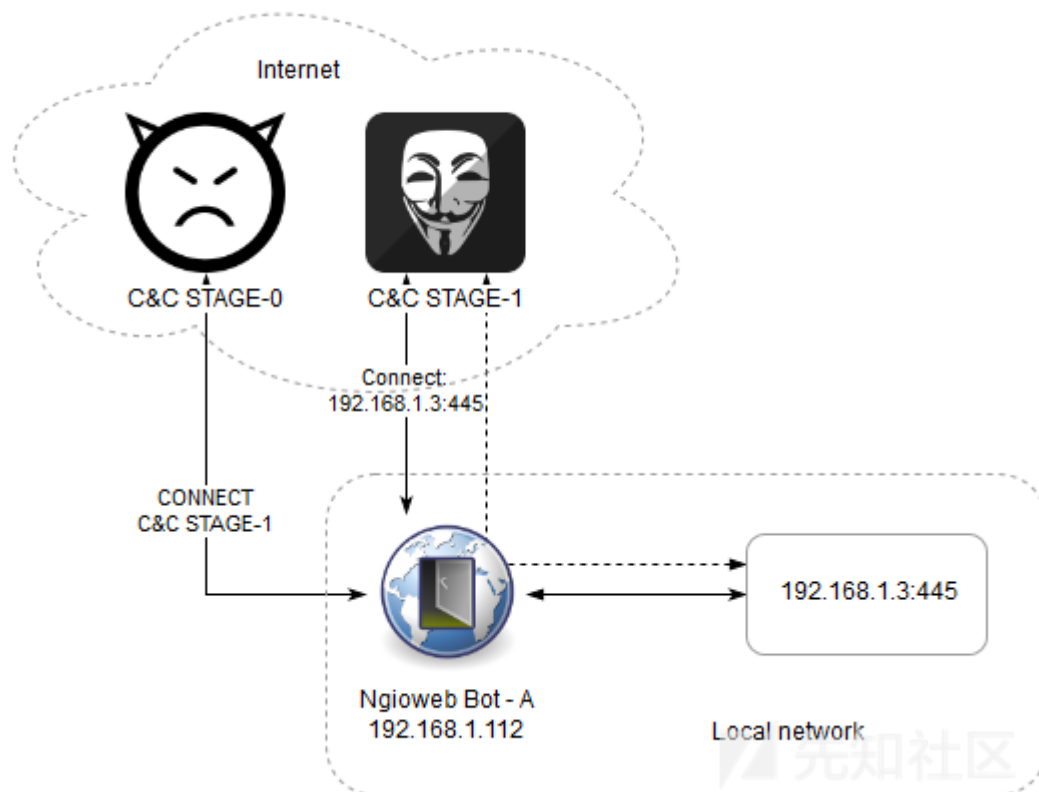 Internet
C&C STAGE-0
C&C STAGE-1
Connect:
192.168.1.3:445
CONNECT
C&C STAGE-1
192.168.1.3:445
Ngioweb Bot - A
192.168.1.112
Local network
先知社区